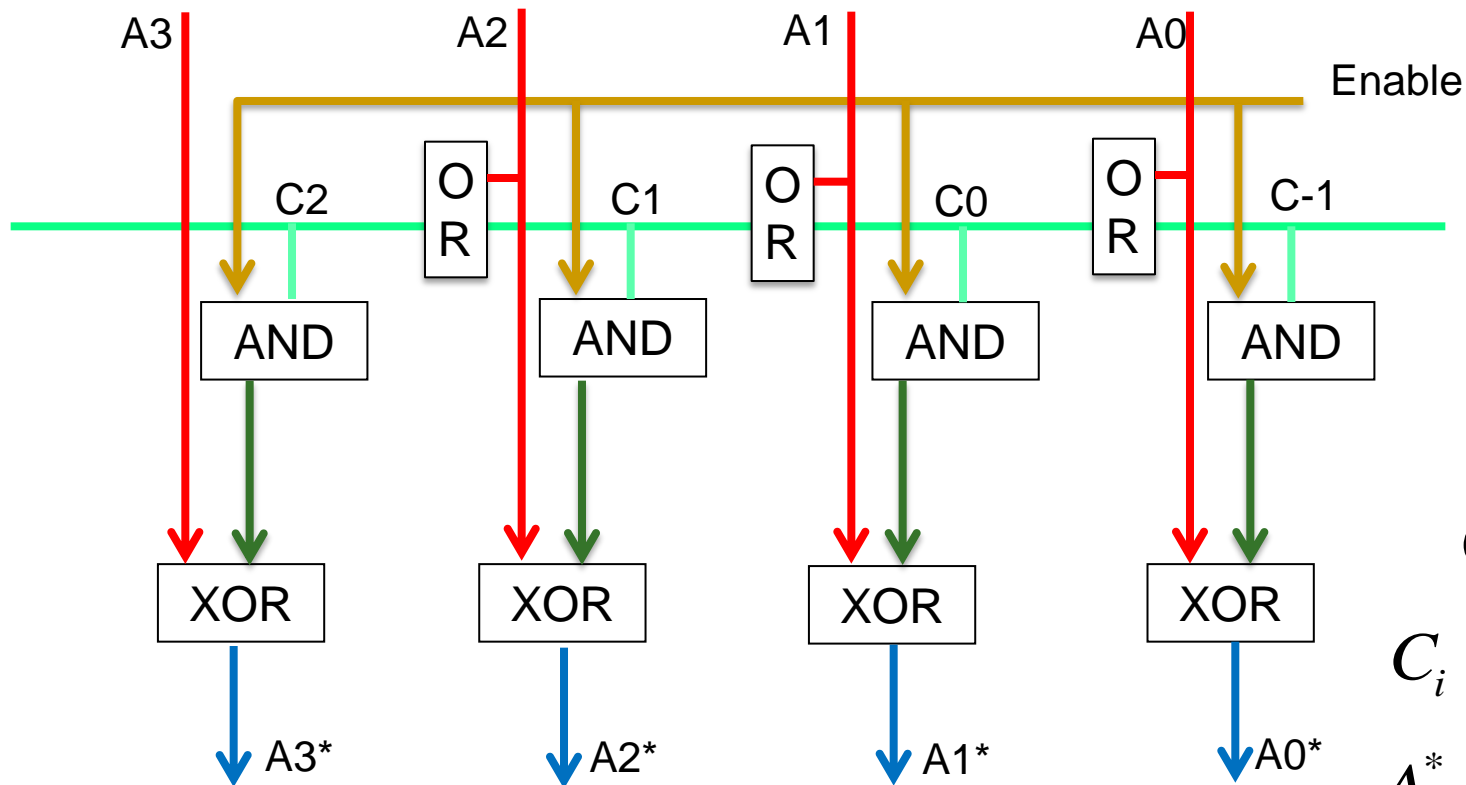 A3 A2 A1 A0
Enable
O R O R O R
C2 C1 C0 C-1
AND AND AND AND
XOR XOR XOR XOR
C_i
A3* A2* A1* A0*